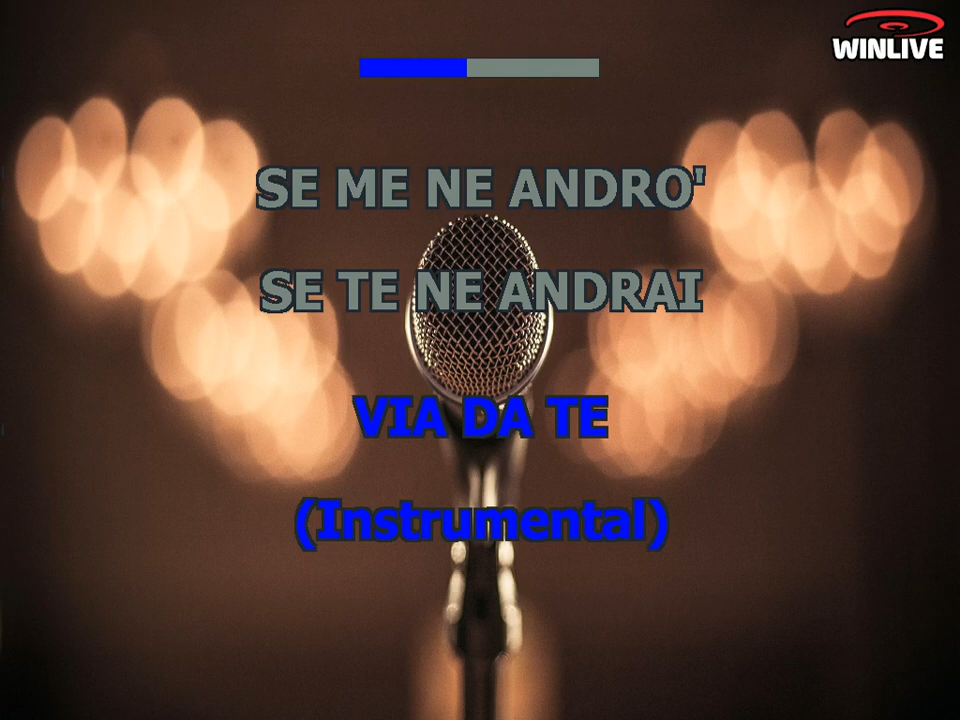 WINLIVE
SE ME NE ANDRO'
SE TE NE ANDRAI
VIA DA TE
(Instrumental)